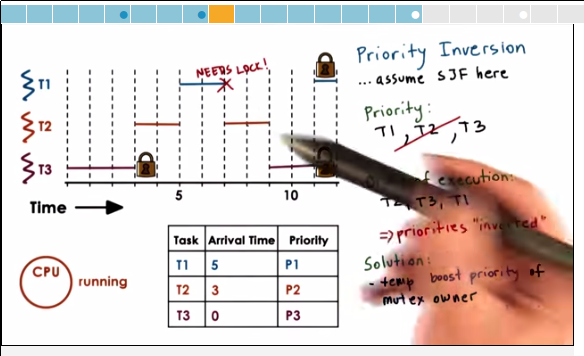 NEEDS LOCK!
T1
T2
T3
5
10
Time
CPU
running
Task Arrival Time Priority
T1 5 P1
T2 3 P2
T3 0 P3
Priority Inversion
... assume SJF here
Priority:
T1, T2, T3
of execution:
T2, T3, T1
=> priorities "inverted"
Solution:
- temp boost priority of
mutex owner